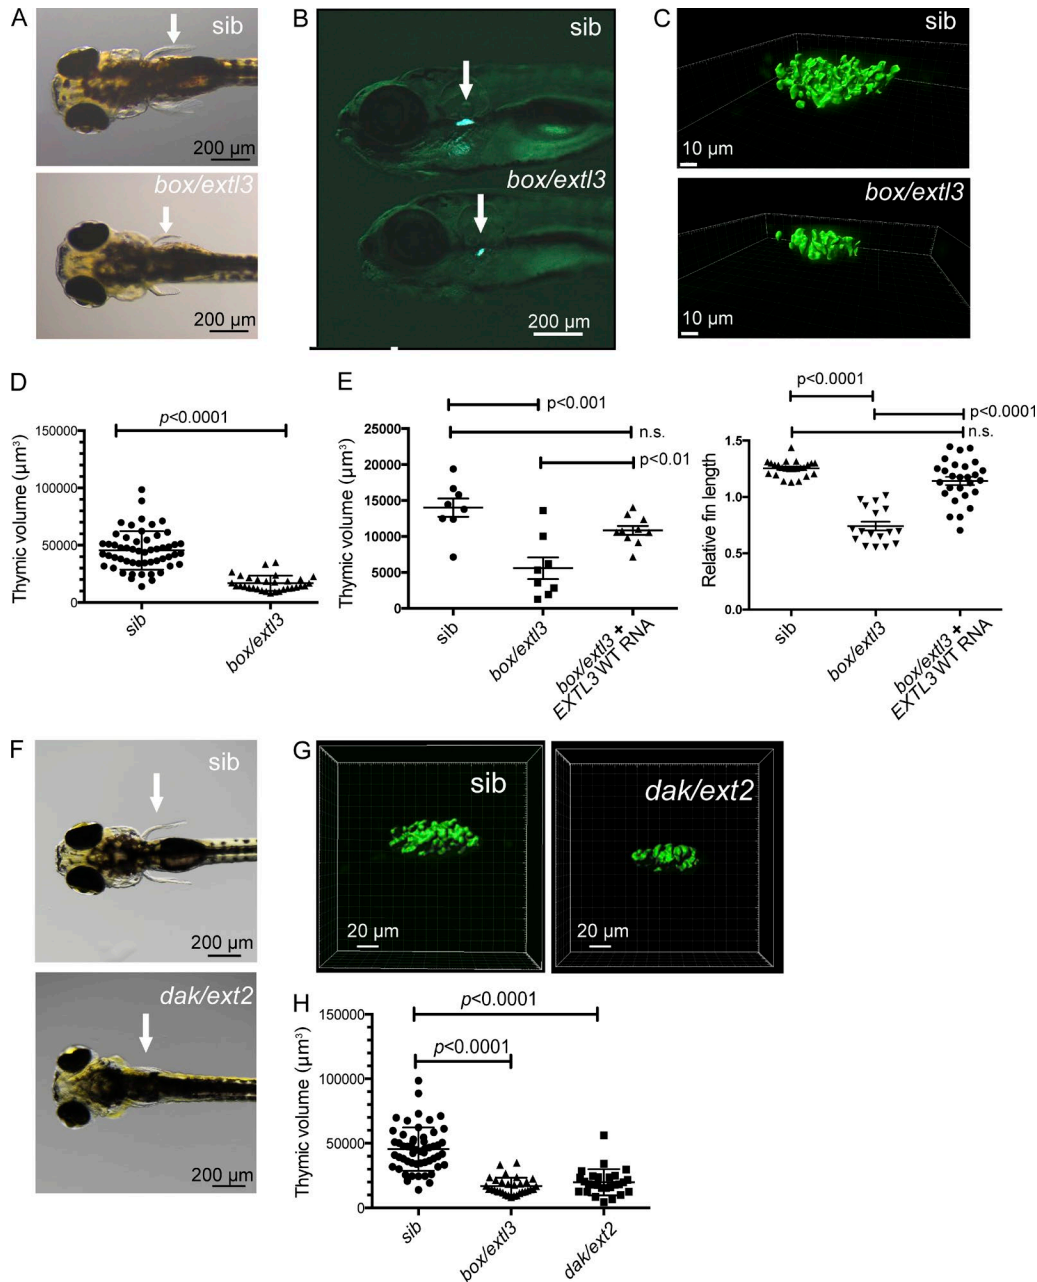 A
sib
200 µm
box/extl3
200 µm
B
sib
box/extl3
200 µm
C
sib
10 µm
box/extl3
10 µm
D
p<0.0001
Thymic volume (µm³)
150000
100000
50000
0
sib
box/extl3
E
p<0.001
n.s.
p<0.01
Thymic volume (µm³)
25000
20000
15000
10000
5000
0
sib
box/extl3
box/extl3 +
EXTL3 WT RNA
p<0.0001
p<0.0001
n.s.
Relative fin length
1.5
1.0
0.5
0.0
sib
box/extl3
box/extl3 +
EXTL3 WT RNA
F
sib
200 µm
dak/ext2
200 µm
G
sib
20 µm
dak/ext2
20 µm
H
p<0.0001
p<0.0001
Thymic volume (µm³)
150000
100000
50000
0
sib
box/extl3
dak/ext2